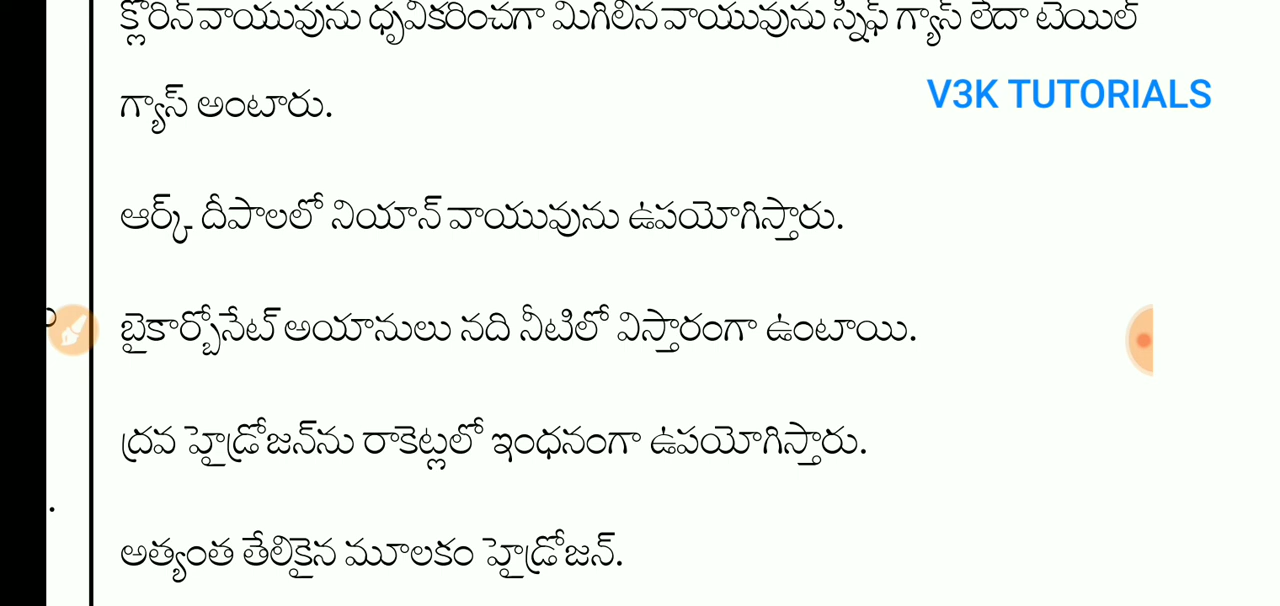 క్లోరిన్ వాయువును ధృవీకరించగా మిగిలిన వాయువును స్నిఫ్ గ్యాస్ లేదా టెయిల్
గ్యాస్ అంటారు.
V3K TUTORIALS
ఆర్క్ దీపాలలో నియాన్ వాయువును ఉపయోగిస్తారు.
బైకార్బోనేట్ అయానులు నది నీటిలో విస్తారంగా ఉంటాయి.
ద్రవ హైడ్రోజన్‌ను రాకెట్లలో ఇంధనంగా ఉపయోగిస్తారు.
అత్యంత తేలికైన మూలకం హైడ్రోజన్.